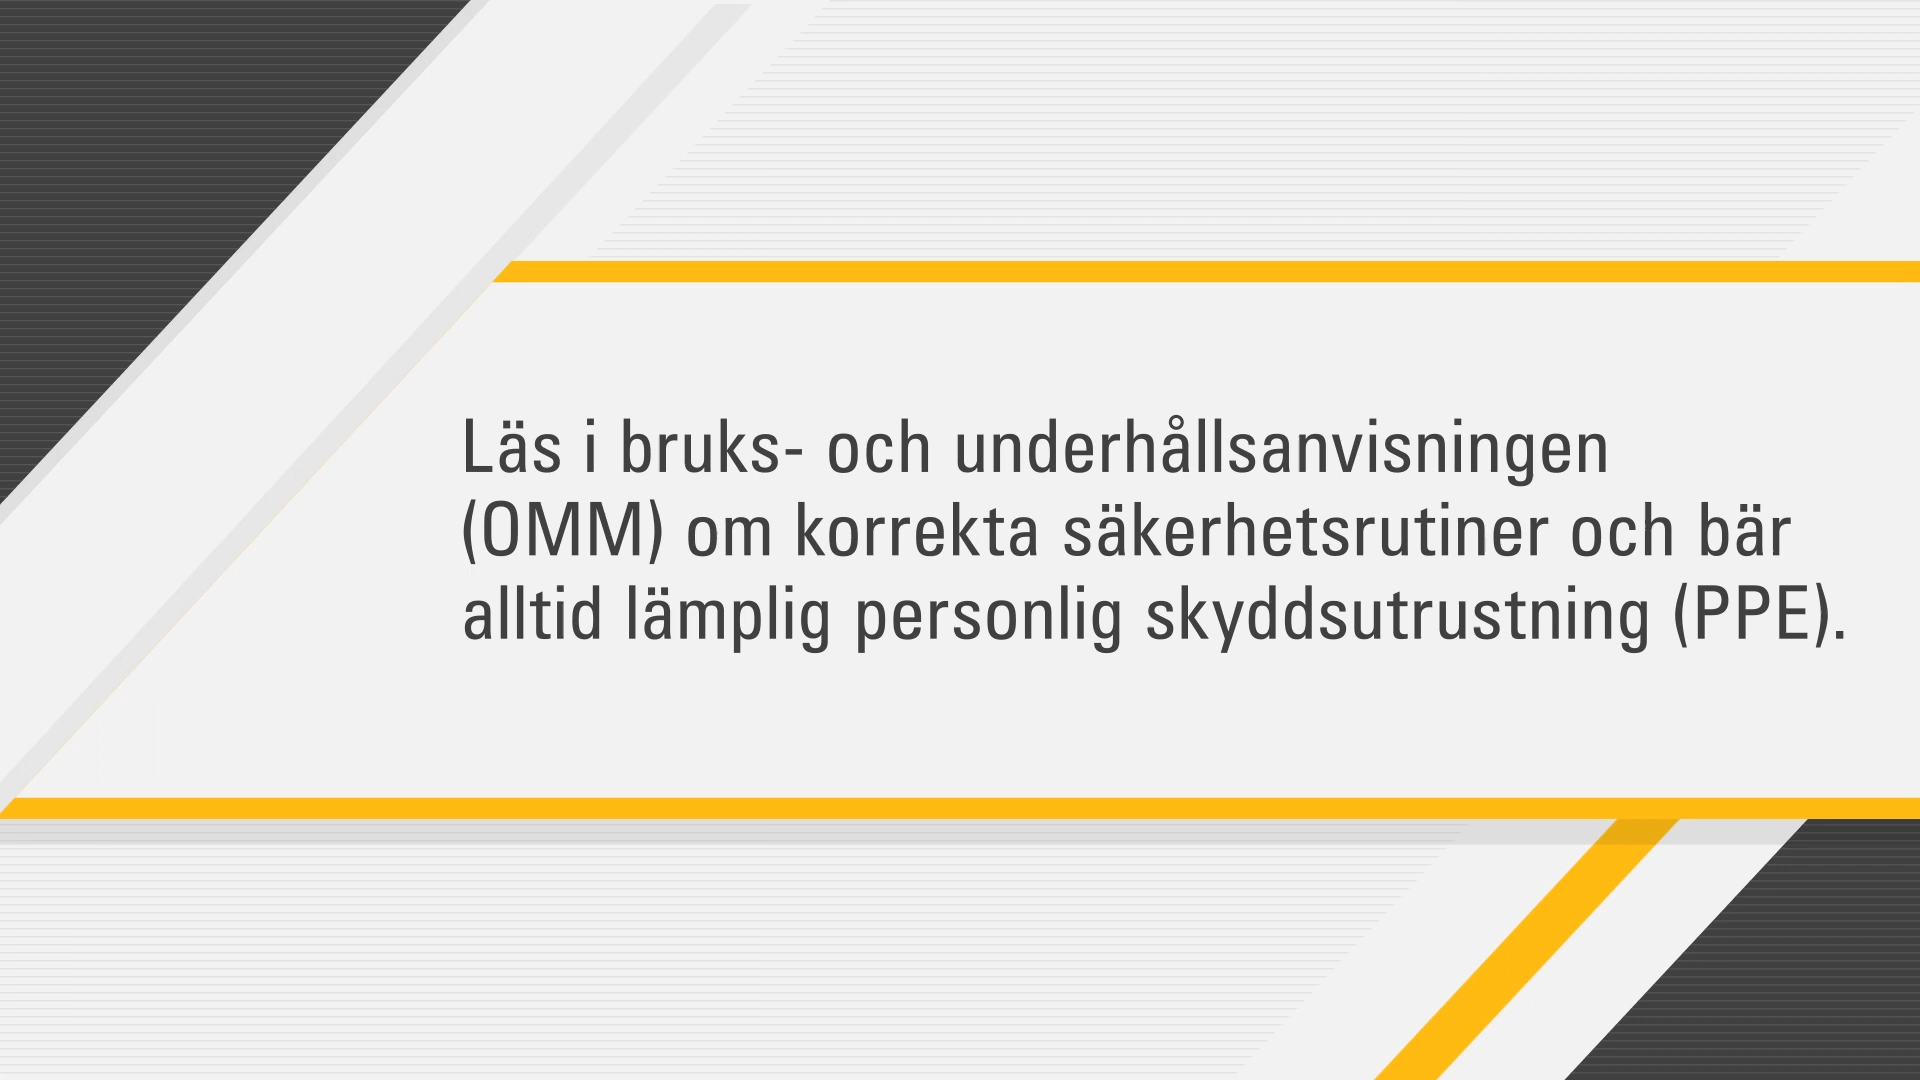 Läs i bruks- och underhållsanvisningen
(OMM) om korrekta säkerhetsrutiner och bär
alltid lämplig personlig skyddsutrustning (PPE).